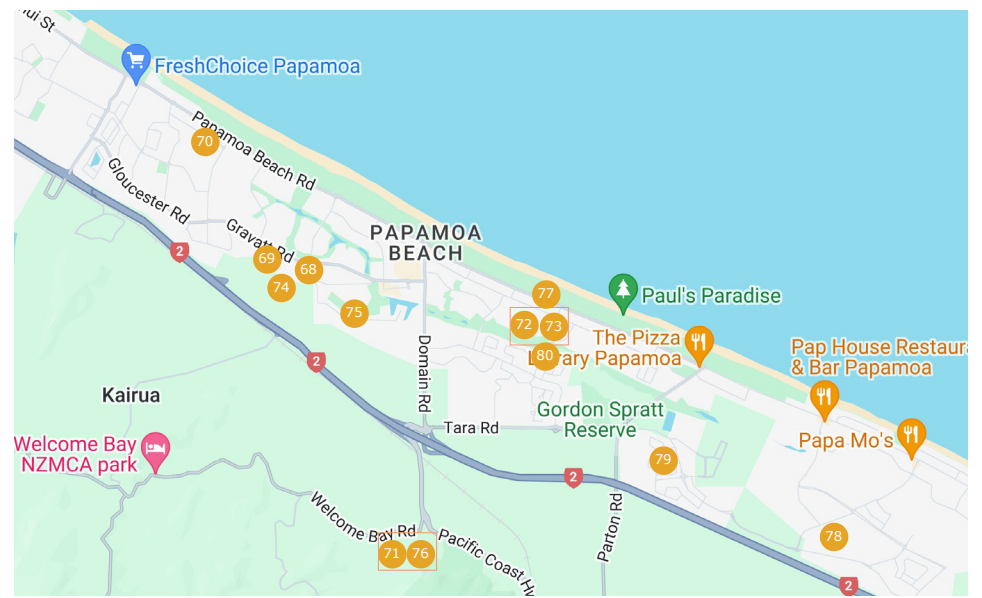 ui St
FreshChoice Papamoa
Papamoa Beach Rd
70
Gloucester Rd
Gravatt Rd
2
PAPAMOA
BEACH
69
68
74
75
77
Paul's Paradise
72
73
The Pizza
Library Papamoa
80
Pap House Restaura
& Bar Papamoa
2
Domain Rd
Kairua
Gordon Spratt
Reserve
Tara Rd
Papa Mo's
Welcome Bay
NZMCA park
79
2
Welcome Bay Rd
Parton Rd
71
76
Pacific Coast Hw
78
2